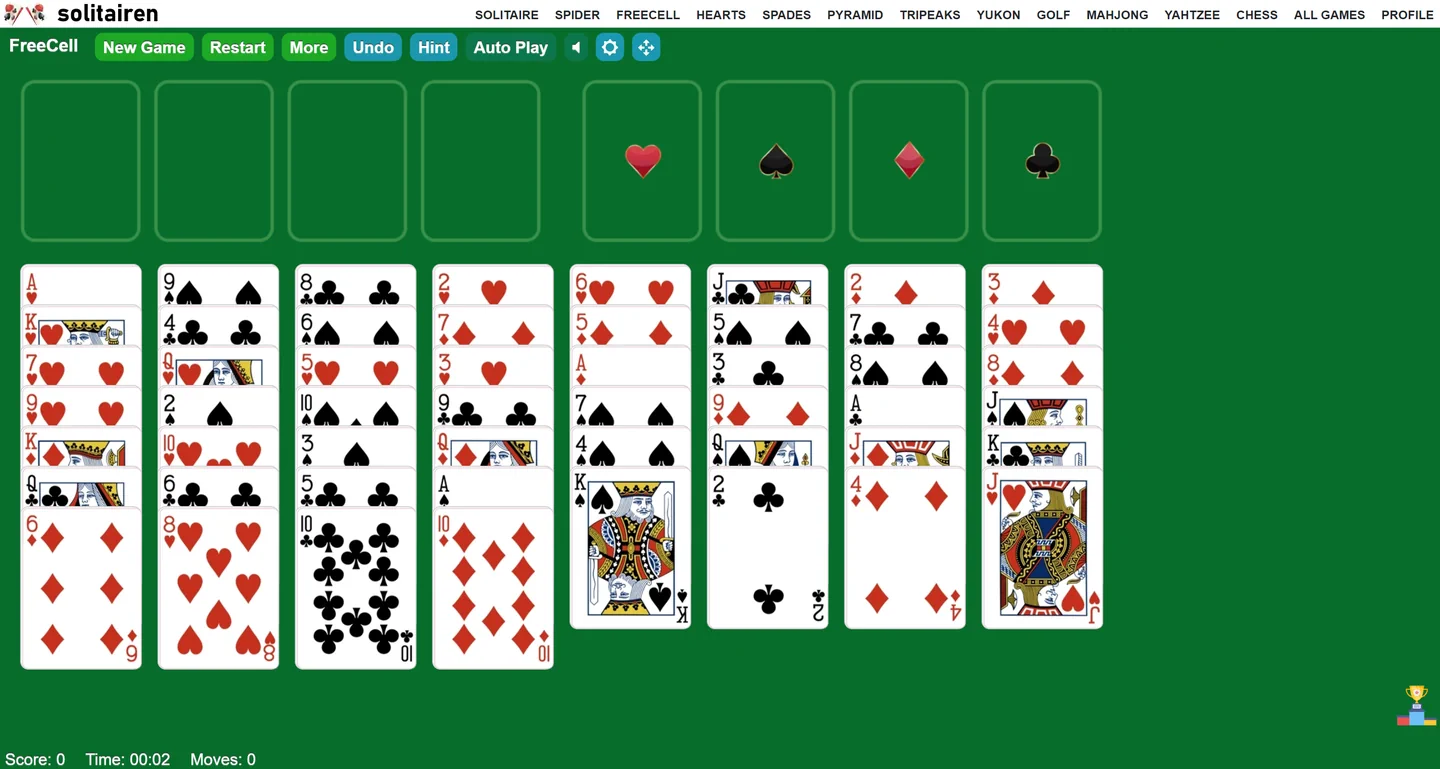 solitairen
SOLITAIRE SPIDER FREECELL HEARTS SPADES PYRAMID TRIPEAKS YUKON GOLF MAHJONG YAHTZEE CHESS ALL GAMES PROFILE
FreeCell New Game Restart More Undo Hint Auto Play
A 9 8 2 6 J 2 3
K 4 6 7 5 5 7 4
7 Q 5 3 A 3 8 8
9 2 10 9 7 9 A J
K 10 3 Q 4 Q J K
Q 6 5 A K 2 4 J
6 8 10 10
K 2 4 J
6 8 10 10
Score: 0 Time: 00:02 Moves: 0